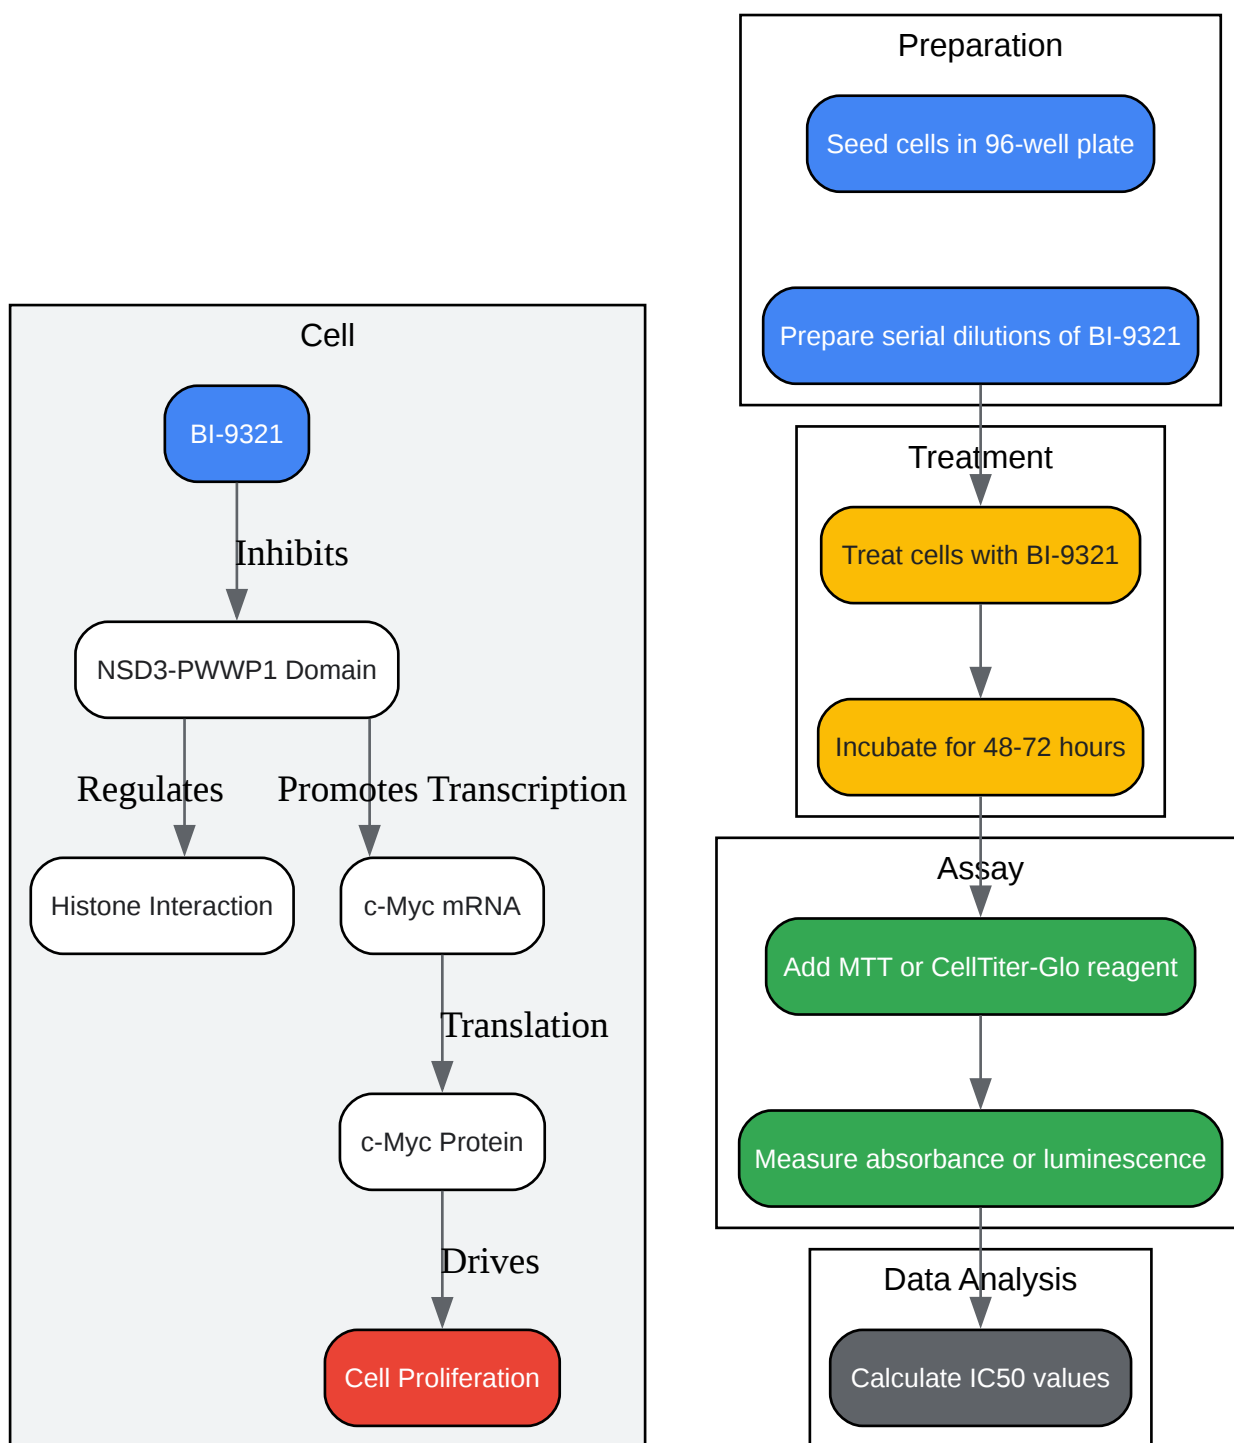 Cell
BI-9321
Inhibits
NSD3-PWWP1 Domain
Regulates
Promotes Transcription
Histone Interaction
c-Myc mRNA
Translation
c-Myc Protein
Drives
Cell Proliferation
Preparation
Seed cells in 96-well plate
Prepare serial dilutions of BI-9321
Treatment
Treat cells with BI-9321
Incubate for 48-72 hours
Assay
Add MTT or CellTiter-Glo reagent
Measure absorbance or luminescence
Data Analysis
Calculate IC50 values